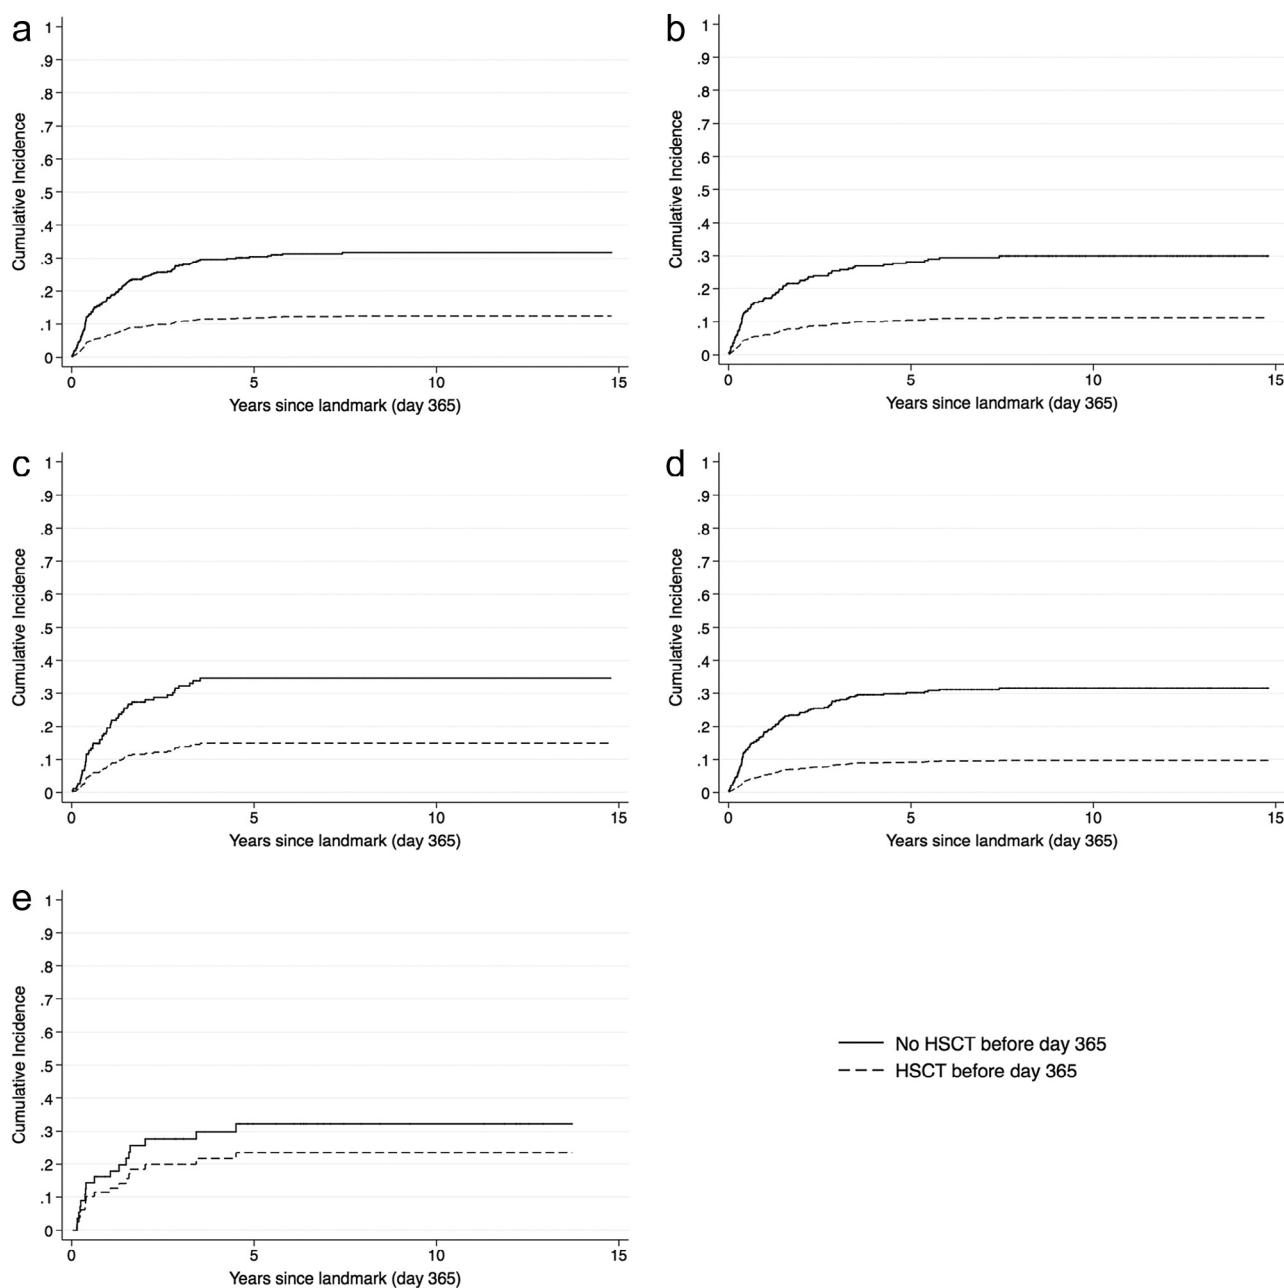 a
1
.9
.8
.7
.6
.5
.4
.3
.2
.1
0
Cumulative Incidence
0 5 10 15
Years since landmark (day 365)
b
1
.9
.8
.7
.6
.5
.4
.3
.2
.1
0
Cumulative Incidence
0 5 10 15
Years since landmark (day 365)
c
1
.9
.8
.7
.6
.5
.4
.3
.2
.1
0
Cumulative Incidence
0 5 10 15
Years since landmark (day 365)
d
1
.9
.8
.7
.6
.5
.4
.3
.2
.1
0
Cumulative Incidence
0 5 10 15
Years since landmark (day 365)
e
1
.9
.8
.7
.6
.5
.4
.3
.2
.1
0
Cumulative Incidence
0 5 10 15
Years since landmark (day 365)
No HSCT before day 365
HSCT before day 365